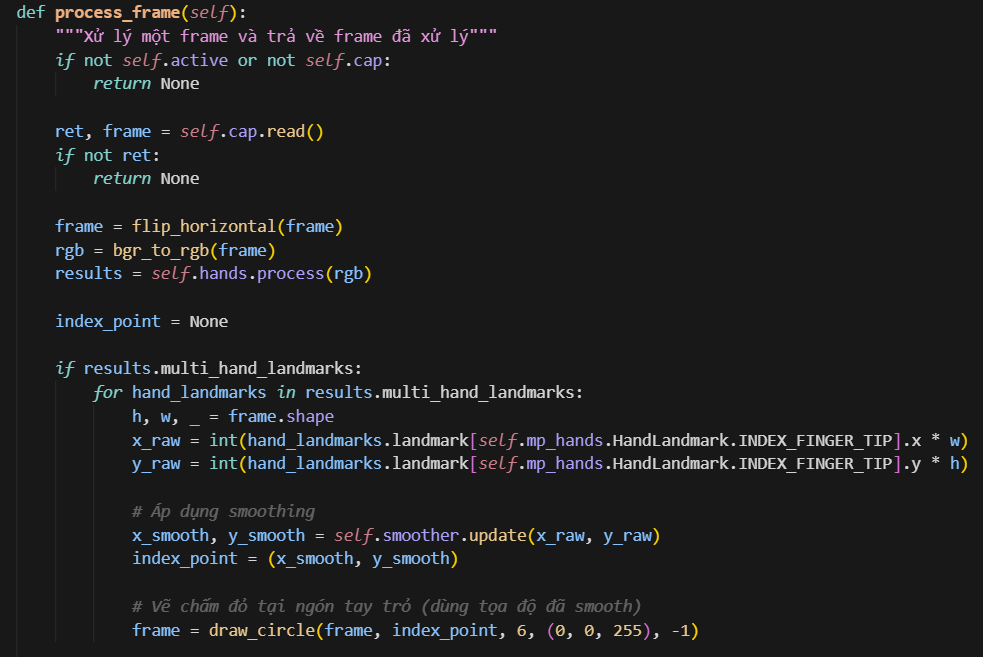 def process_frame(self):
    """Xử lý một frame và trả về frame đã xử lý"""
    if not self.active or not self.cap:
        return None

    ret, frame = self.cap.read()
    if not ret:
        return None

    frame = flip_horizontal(frame)
    rgb = bgr_to_rgb(frame)
    results = self.hands.process(rgb)

    index_point = None

    if results.multi_hand_landmarks:
        for hand_landmarks in results.multi_hand_landmarks:
            h, w, _ = frame.shape
            x_raw = int(hand_landmarks.landmark[self.mp_hands.HandLandmark.INDEX_FINGER_TIP].x * w)
            y_raw = int(hand_landmarks.landmark[self.mp_hands.HandLandmark.INDEX_FINGER_TIP].y * h)

            # Áp dụng smoothing
            x_smooth, y_smooth = self.smoother.update(x_raw, y_raw)
            index_point = (x_smooth, y_smooth)

            # Vẽ chấm đỏ tại ngón tay trỏ (dùng tọa độ đã smooth)
            frame = draw_circle(frame, index_point, 6, (0, 0, 255), -1)